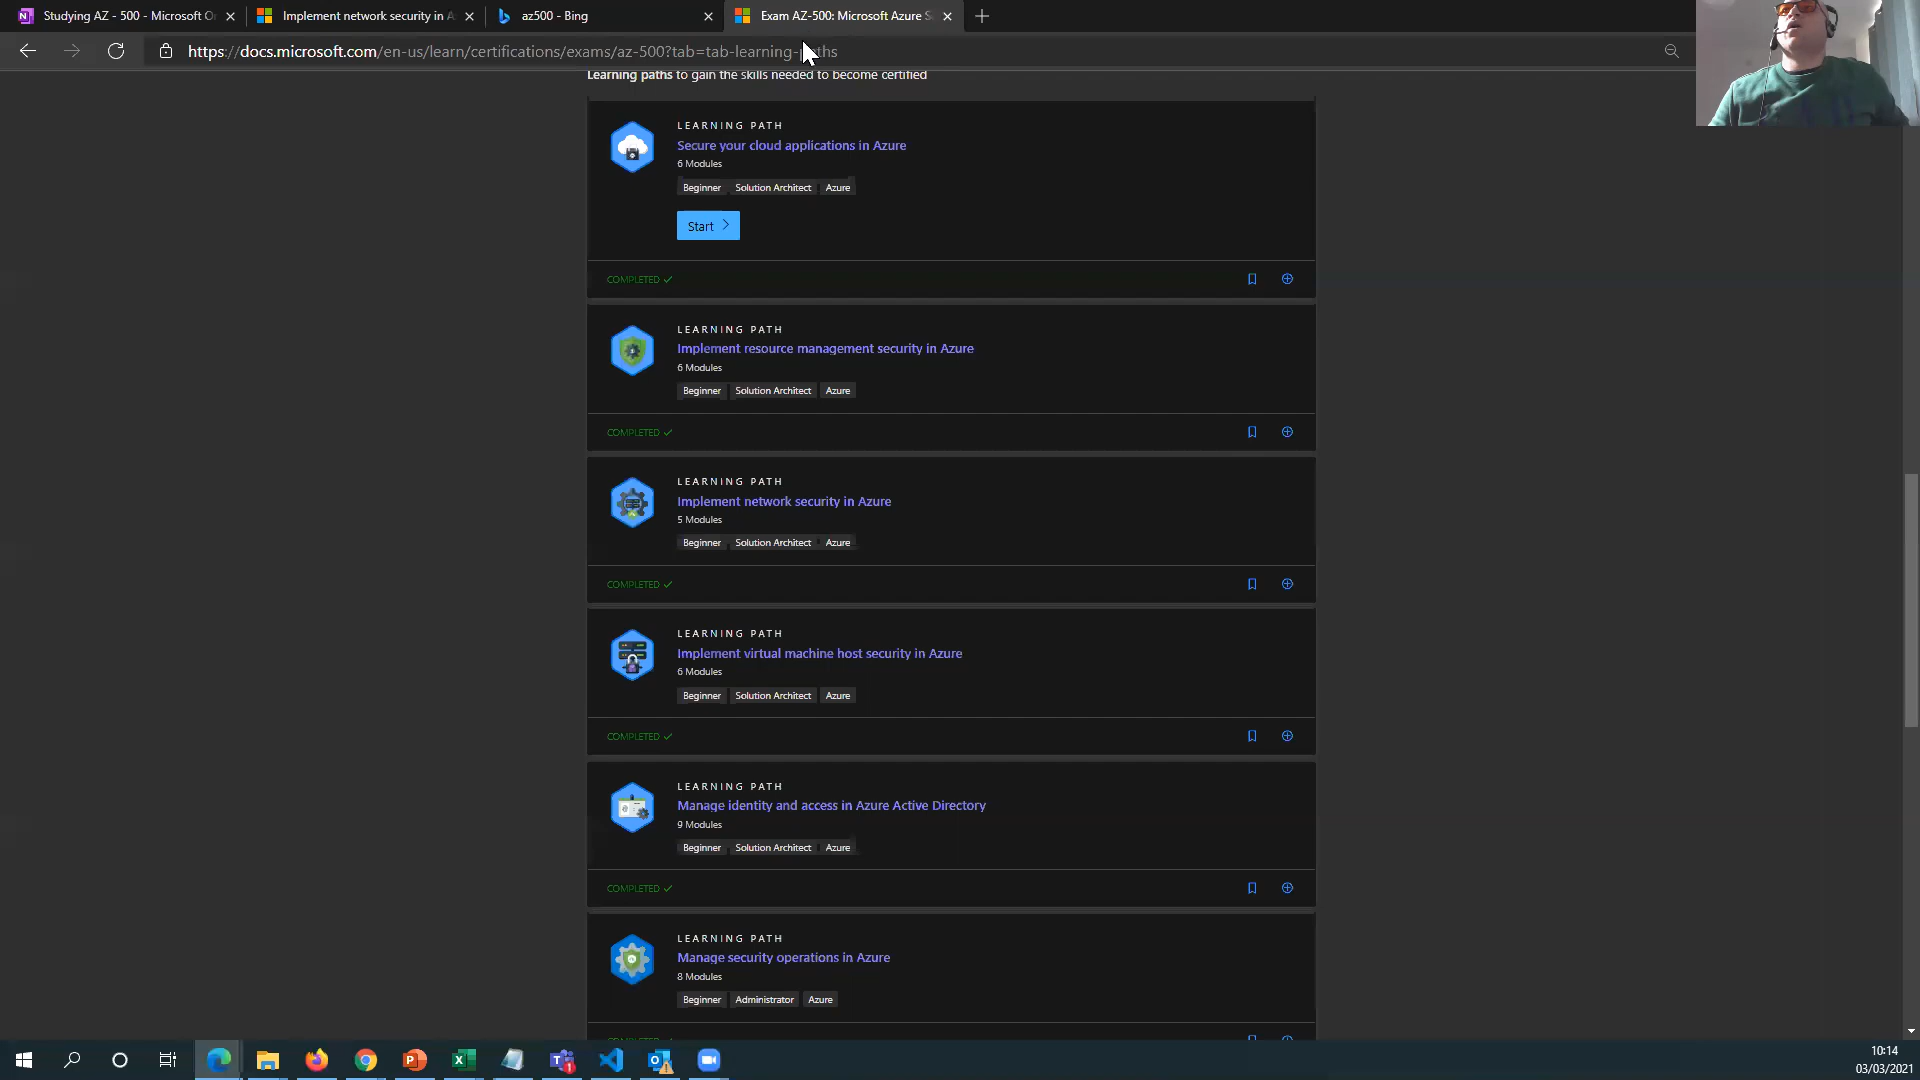 Studying AZ - 500 - Microsoft O
Implement network security in A
az500 - Bing
Exam AZ-500: Microsoft Azure S
https://docs.microsoft.com/en-us/learn/certifications/exams/az-500?tab=tab-learning-paths
Learning paths to gain the skills needed to become certified
LEARNING PATH
Secure your cloud applications in Azure
6 Modules
Beginner Solution Architect Azure
Start
COMPLETED
LEARNING PATH
Implement resource management security in Azure
6 Modules
Beginner Solution Architect Azure
COMPLETED
LEARNING PATH
Implement network security in Azure
5 Modules
Beginner Solution Architect Azure
COMPLETED
LEARNING PATH
Implement virtual machine host security in Azure
6 Modules
Beginner Solution Architect Azure
COMPLETED
LEARNING PATH
Manage identity and access in Azure Active Directory
9 Modules
Beginner Solution Architect Azure
COMPLETED
LEARNING PATH
Manage security operations in Azure
8 Modules
Beginner Administrator Azure
10:14
03/03/2021